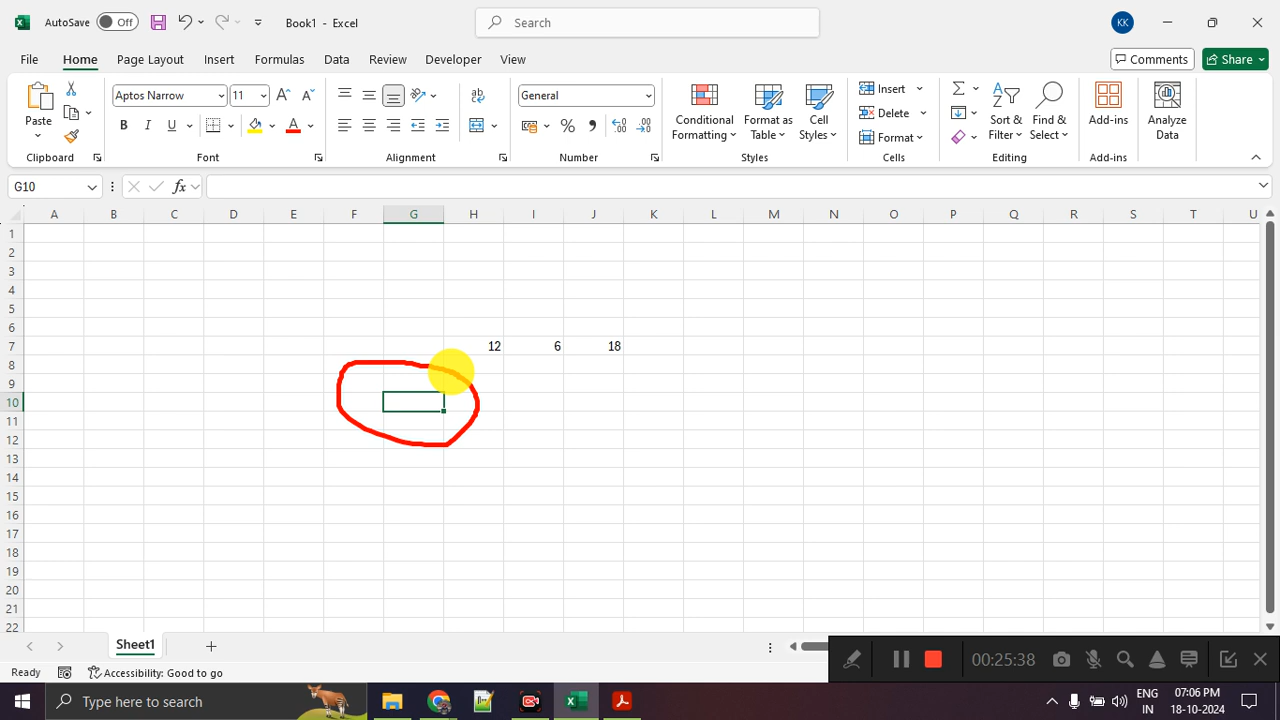 AutoSave Off Book1 - Excel Search KK
File Home Page Layout Insert Formulas Data Review Developer View Comments Share
Paste Aptos Narrow 11 General Conditional Formatting Format as Table Cell Styles Insert Delete Format Sort & Filter Find & Select Add-ins Analyze Data
B I U A % ,
Clipboard Font Alignment Number Styles Cells Editing Add-ins
G10 fx
A B C D E F G H I J K L M N O P Q R S T U
1
2
3
4
5
6
7 12 6 18
8
9
10
11
12
13
14
15
16
17
18
19
20
21
22
Sheet1
Ready Accessibility: Good to go 00:25:38
Type here to search ENG IN 07:06 PM 18-10-2024